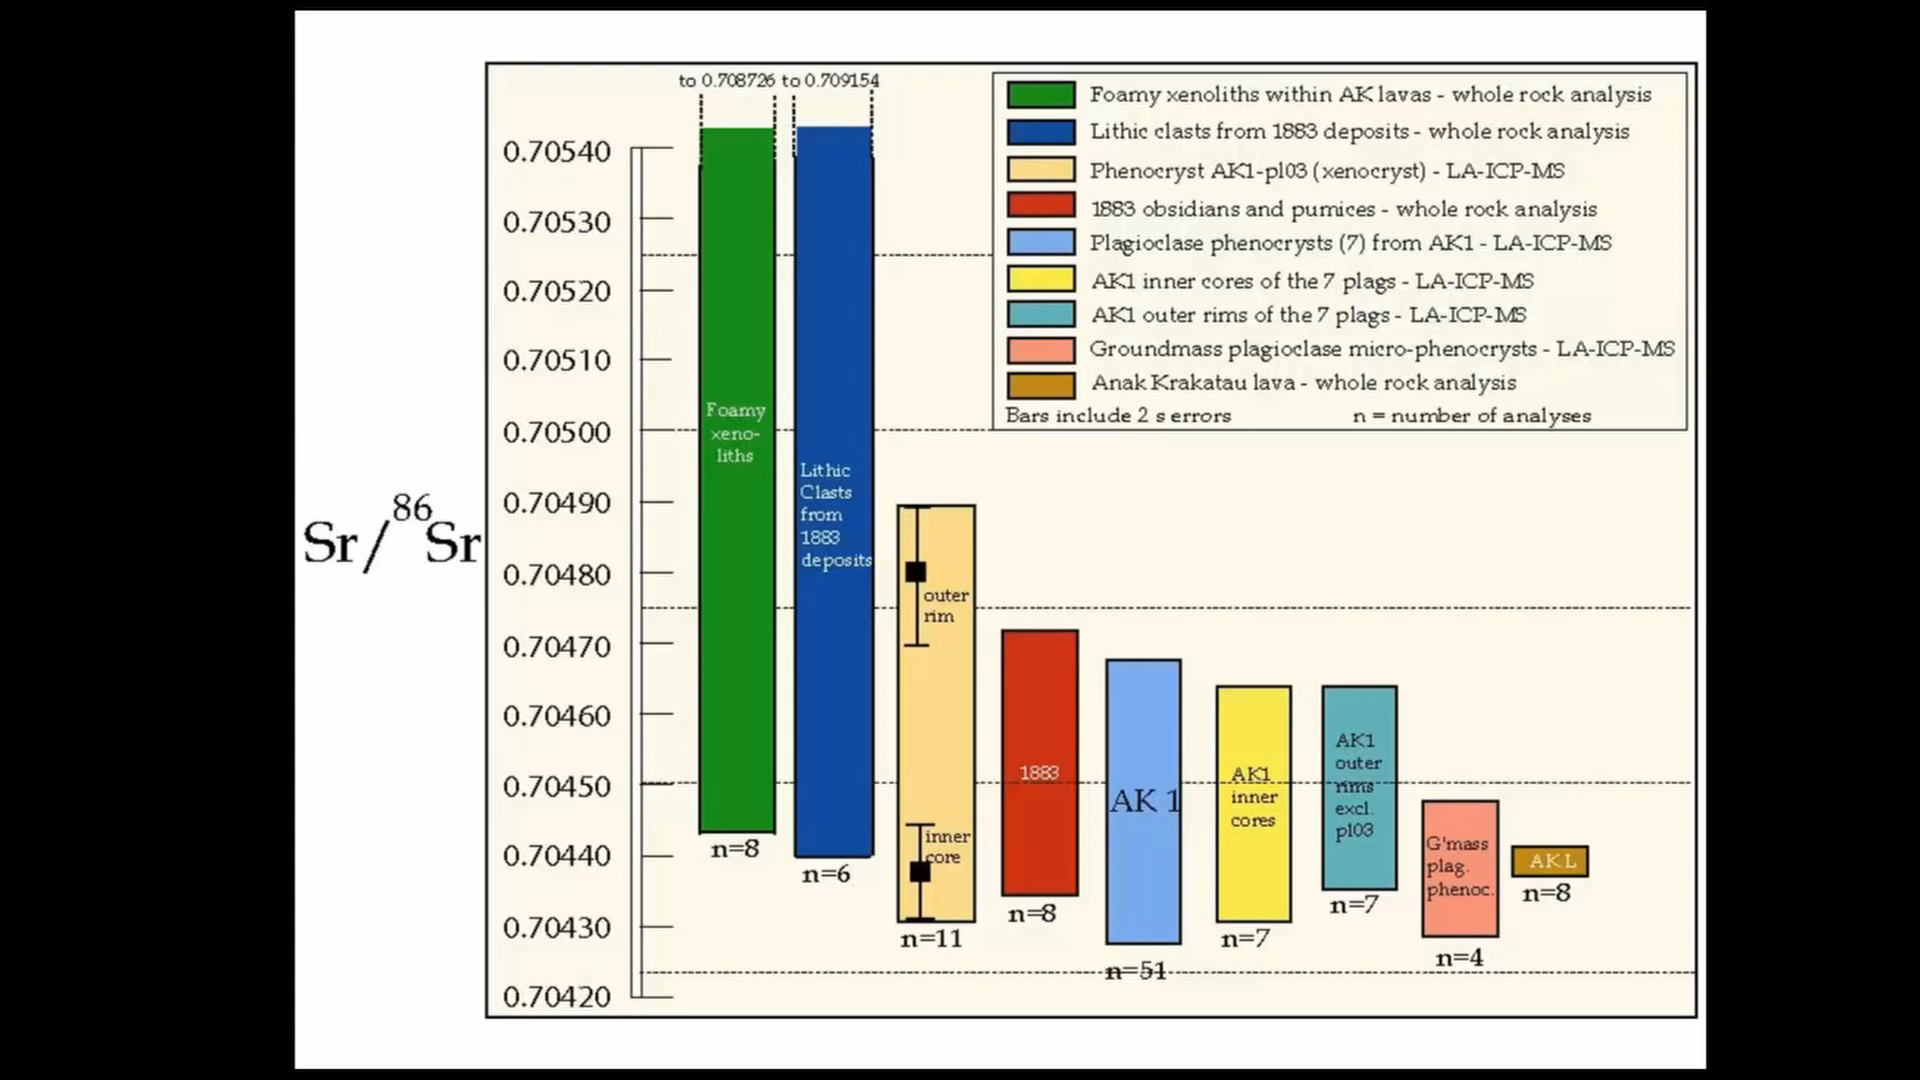 to 0.708726 to 0.709154
Foamy xenoliths within AK lavas - whole rock analysis
Lithic clasts from 1883 deposits - whole rock analysis
Phenocryst AK1-pl03 (xenocryst) - LA-ICP-MS
1883 obsidians and pumices - whole rock analysis
Plagioclase phenocrysts (7) from AK1 - LA-ICP-MS
AK1 inner cores of the 7 plags - LA-ICP-MS
AK1 outer rims of the 7 plags - LA-ICP-MS
Groundmass plagioclase micro-phenocrysts - LA-ICP-MS
Anak Krakatau lava - whole rock analysis
Bars include 2 s errors
n = number of analyses
0.70540
0.70530
0.70520
0.70510
0.70500
0.70490
0.70480
0.70470
0.70460
0.70450
0.70440
0.70430
0.70420
Sr/86Sr
Foamy
xeno-
liths
n=8
Lithic
Clasts
from
1883
deposits
n=6
outer
rim
inner
core
n=11
1883
n=8
AK 1
n=51
AK1
inner
cores
n=7
AK1
outer
rims
excl.
pl03
n=7
G'mass
plag.
phenoc.
n=4
AK L
n=8